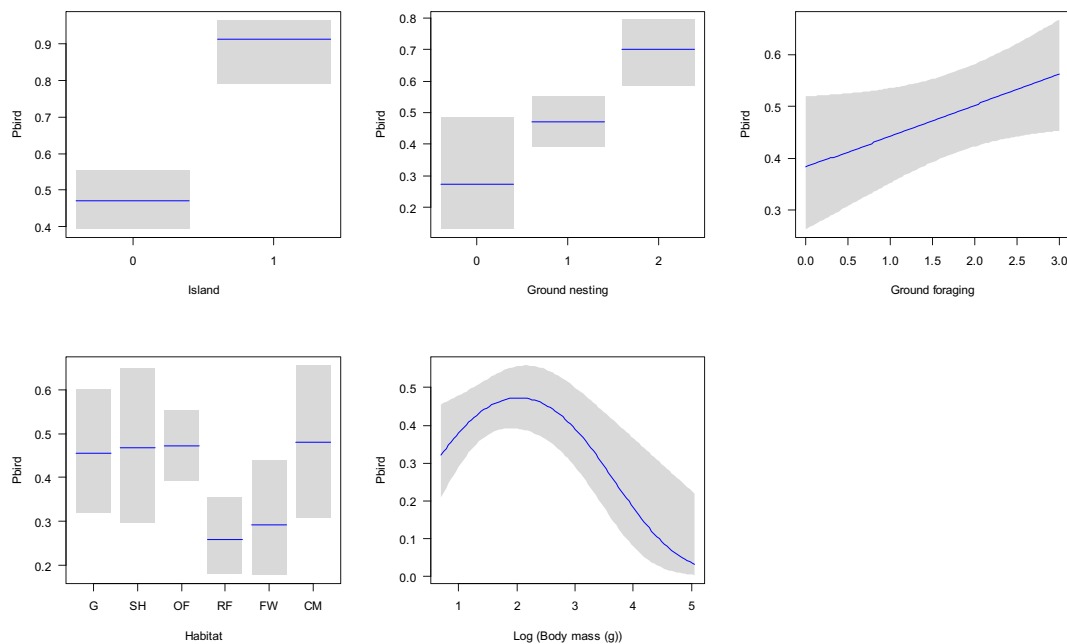 Pbird
0.9
0.8
0.7
0.6
0.5
0.4
0 1
Island
Pbird
0.8
0.7
0.6
0.5
0.4
0.3
0.2
0 1 2
Ground nesting
Pbird
0.6
0.5
0.4
0.3
0.0 0.5 1.0 1.5 2.0 2.5 3.0
Ground foraging
Pbird
0.6
0.5
0.4
0.3
0.2
G SH OF RF FW CM
Habitat
Pbird
0.5
0.4
0.3
0.2
0.1
0.0
1 2 3 4 5
Log (Body mass (g))